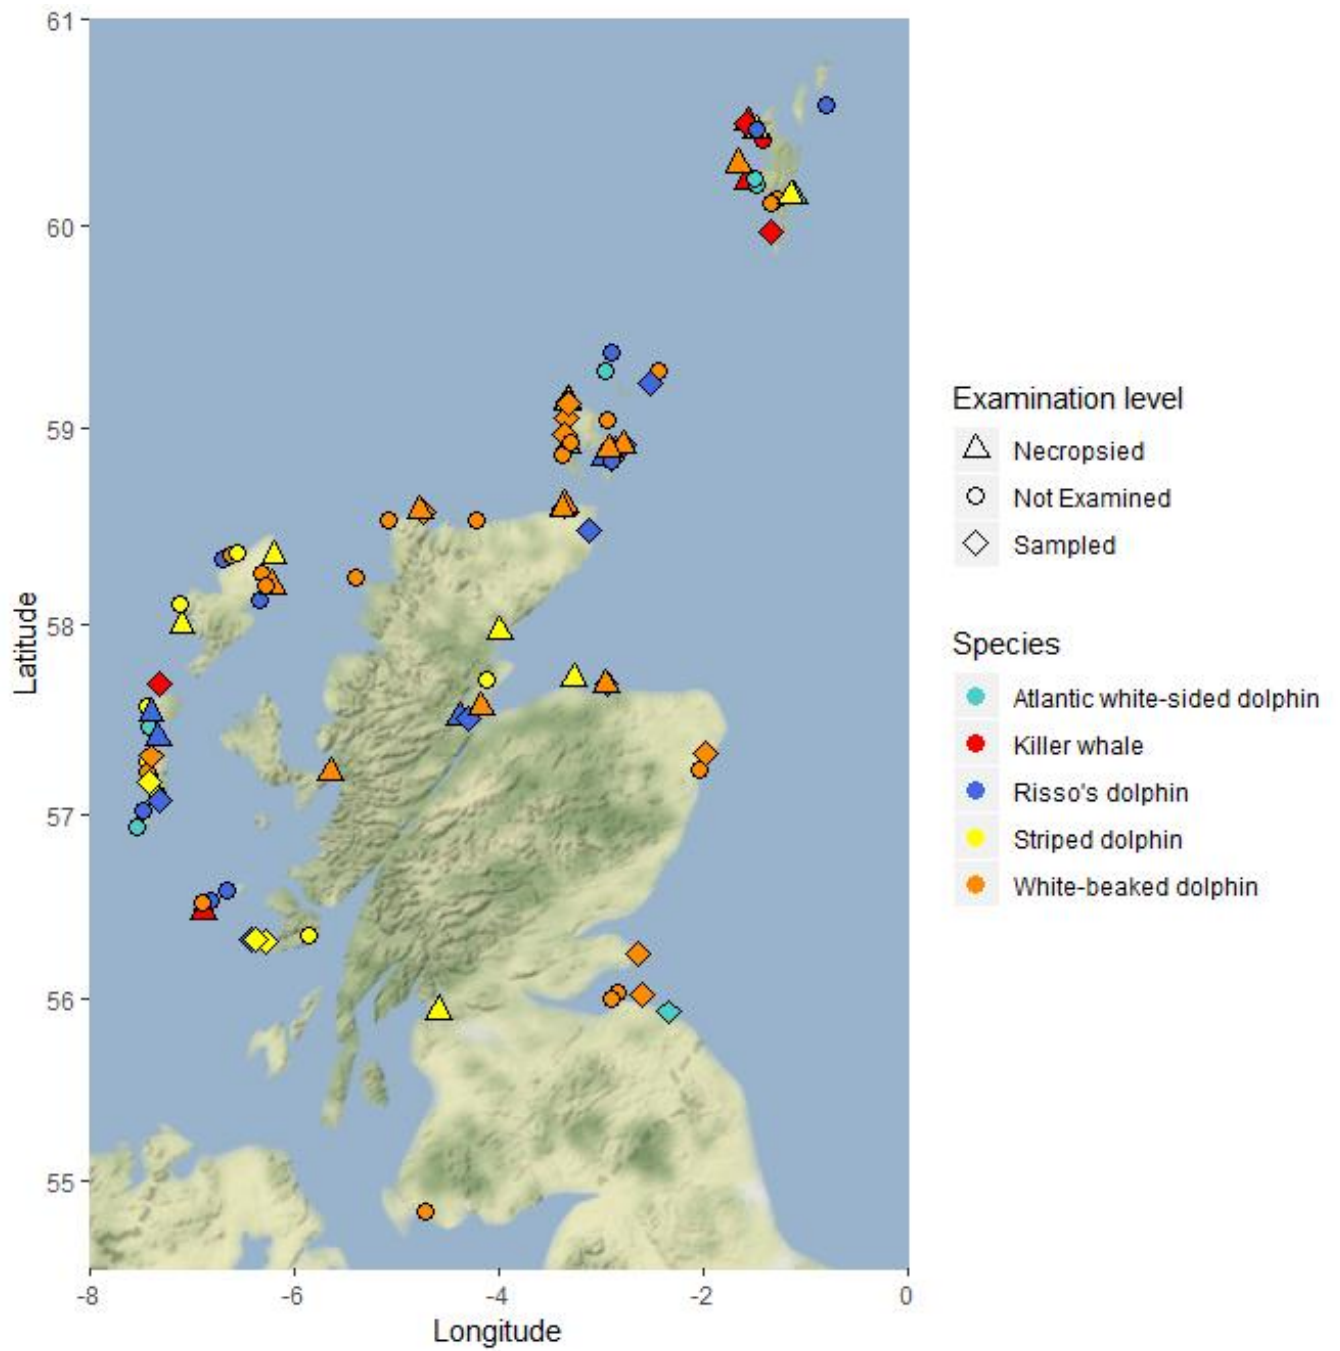 61
60
59
58
57
56
55
Latitude
-8
-6
-4
-2
0
Longitude
Examination level
Necropsied
Not Examined
Sampled
Species
Atlantic white-sided dolphin
Killer whale
Risso's dolphin
Striped dolphin
White-beaked dolphin